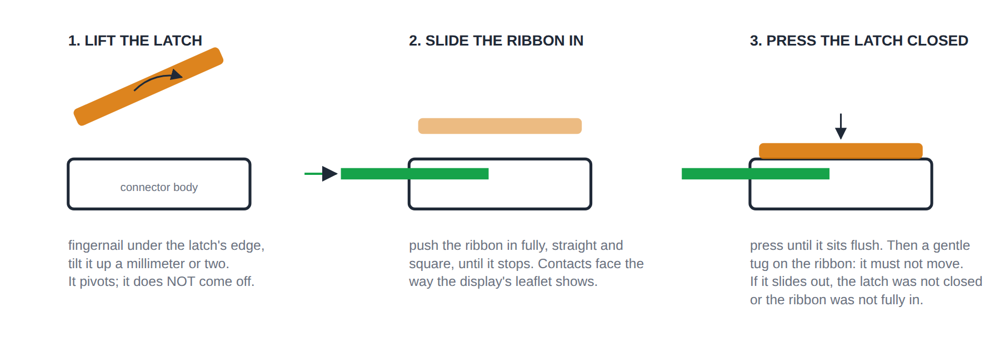 1. LIFT THE LATCH
connector body
fingernail under the latch's edge,
tilt it up a millimeter or two.
It pivots; it does NOT come off.
2. SLIDE THE RIBBON IN
push the ribbon in fully, straight and
square, until it stops. Contacts face the
way the display's leaflet shows.
3. PRESS THE LATCH CLOSED
press until it sits flush. Then a gentle
tug on the ribbon: it must not move.
If it slides out, the latch was not closed
or the ribbon was not fully in.